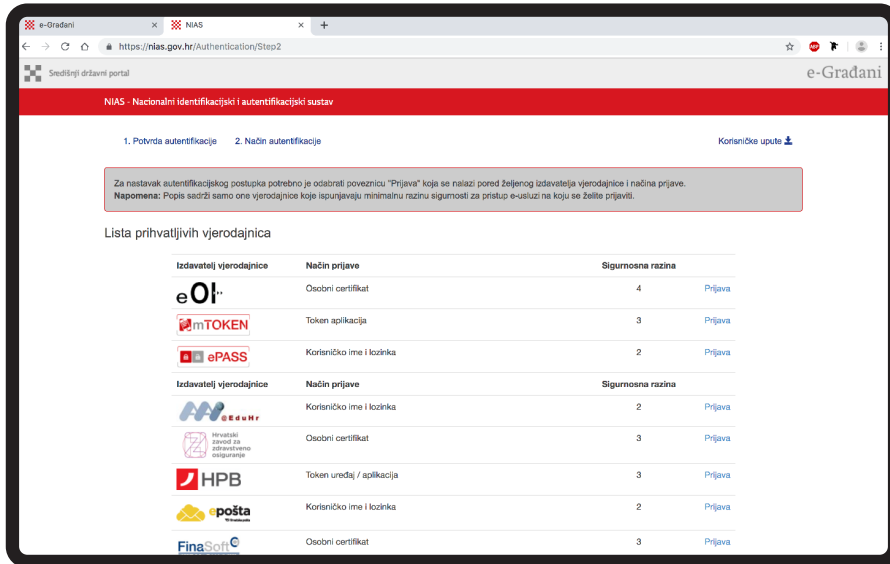 e-Građani
NIAS
https://nias.gov.hr/Authentication/Step2
ABP
Središnji državni portal
e-Građani
NIAS - Nacionalni identifikacijski i autentifikacijski sustav
1. Potvrda autentifikacije 2. Način autentifikacije Korisničke upute
Za nastavak autentifikacijskog postupka potrebno je odabrati poveznicu "Prijava" koja se nalazi pored željenog izdavatelja vjerodajnice i načina prijave.
Napomena: Popis sadrži samo one vjerodajnice koje ispunjavaju minimalnu razinu sigurnosti za pristup e-usluzi na koju se želite prijaviti.
Lista prihvatljivih vjerodajnica
Izdavatelj vjerodajnice Način prijave Sigurnosna razina
eOI Osobni certifikat 4 Prijava
mTOKEN Token aplikacija 3 Prijava
ePASS Korisničko ime i lozinka 2 Prijava
Izdavatelj vjerodajnice Način prijave Sigurnosna razina
AAI@EduHr Korisničko ime i lozinka 2 Prijava
Hrvatski
zavod za
zdravstveno
osiguranje
Osobni certifikat 3 Prijava
HPB Token uređaj / aplikacija 3 Prijava
epošta Korisničko ime i lozinka 2 Prijava
FinaSoft Osobni certifikat 3 Prijava